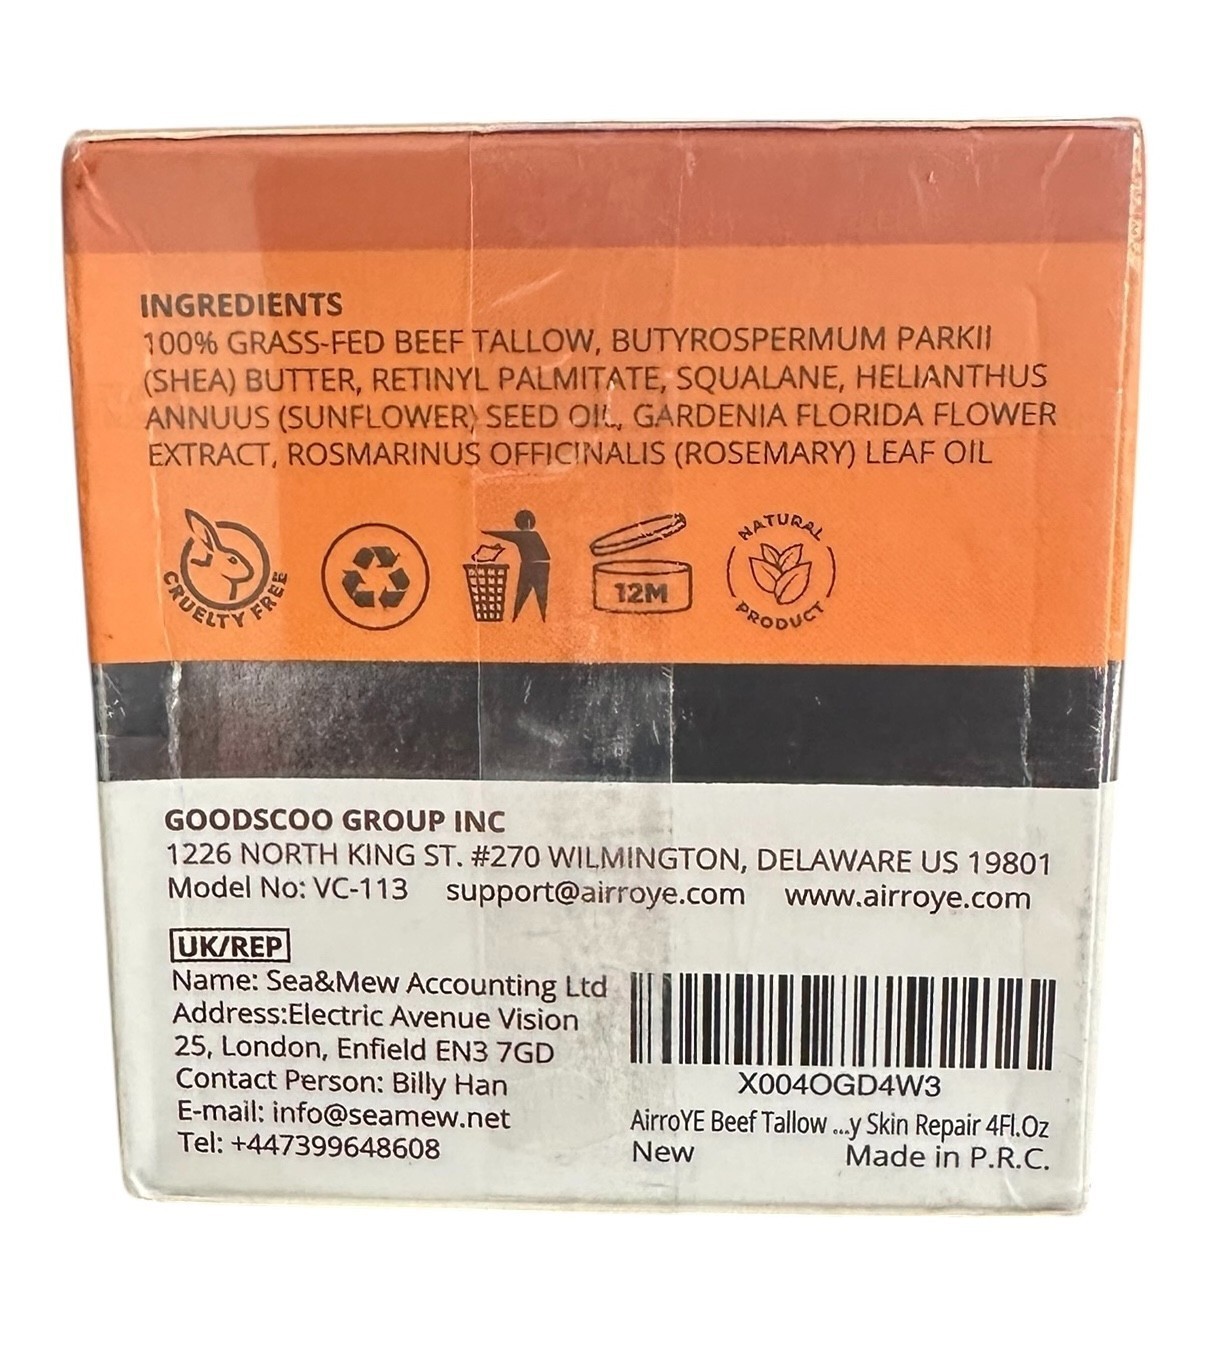 INGREDIENTS
100% GRASS-FED BEEF TALLOW, BUTYROSPERMUM PARKII
(SHEA) BUTTER, RETINYL PALMITATE, SQUALANE, HELIANTHUS
ANNUUS (SUNFLOWER) SEED OIL, GARDENIA FLORIDA FLOWER
EXTRACT, ROSMARINUS OFFICINALIS (ROSEMARY) LEAF OIL
CRUELTY FREE
12M
NATURAL
PRODUCT
GOODSCOO GROUP INC
1226 NORTH KING ST. #270 WILMINGTON, DELAWARE US 19801
Model No: VC-113 support@airroye.com www.airroye.com
UK/REP
Name: Sea&Mew Accounting Ltd
Address:Electric Avenue Vision
25, London, Enfield EN3 7GD
Contact Person: Billy Han
E-mail: info@seamew.net
Tel: +447399648608
X004OGD4W3
AirroYE Beef Tallow ...y Skin Repair 4Fl.Oz
New Made in P.R.C.